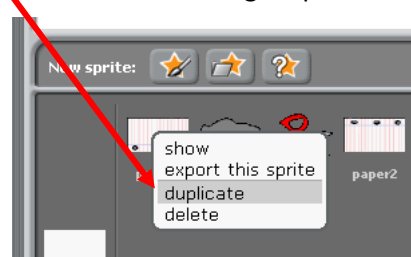 New sprite:
show
export this sprite
duplicate
delete
paper2